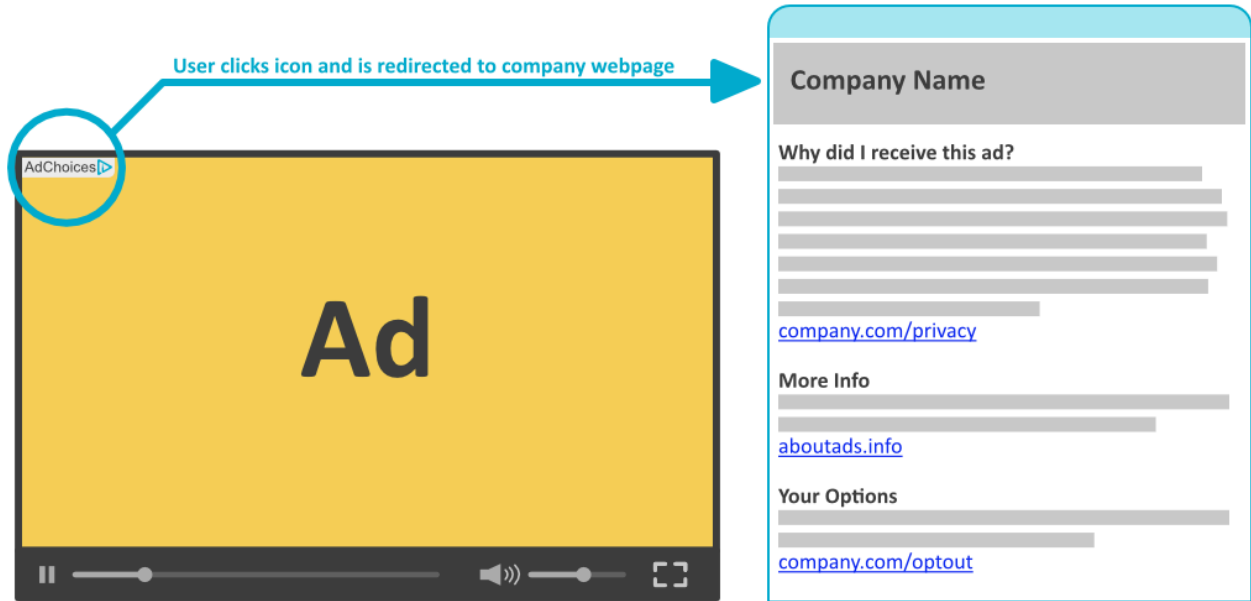 User clicks icon and is redirected to company webpage
AdChoices
Ad
Company Name
Why did I receive this ad?
company.com/privacy
More Info
aboutads.info
Your Options
company.com/optout